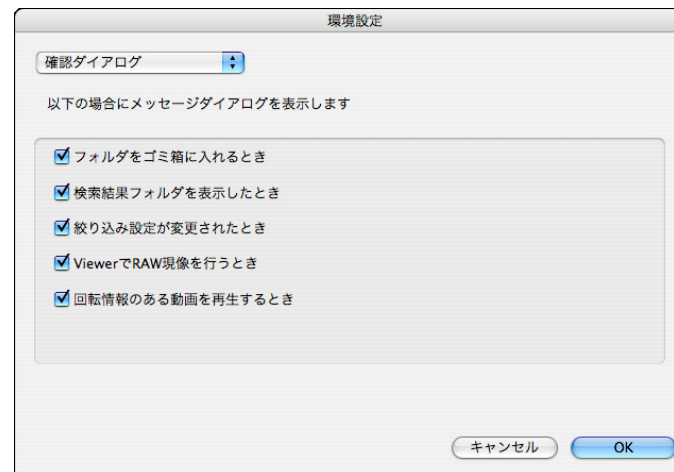 環境設定
確認ダイアログ
以下の場合にメッセージダイアログを表示します
フォルダをゴミ箱に入れるとき
検索結果フォルダを表示したとき
絞り込み設定が変更されたとき
ViewerでRAW現像を行うとき
回転情報のある動画を再生するとき
キャンセル OK